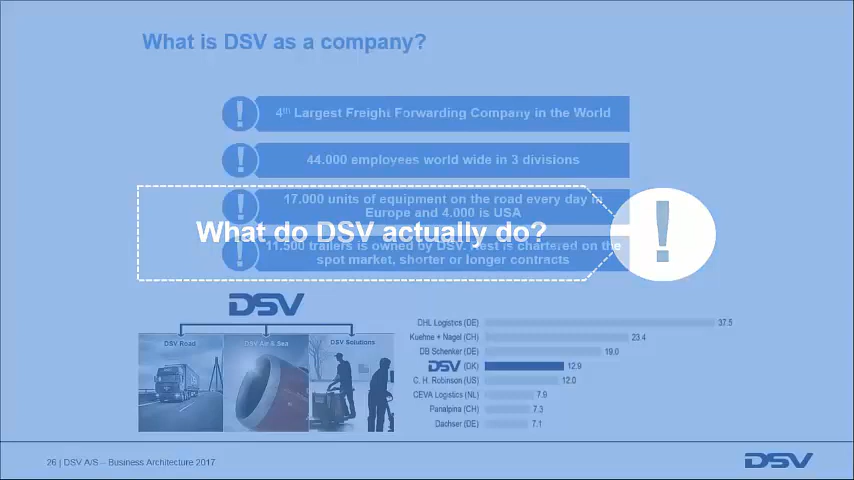 What is DSV as a company?
! 4th Largest Freight Forwarding Company in the World
! 44.000 employees world wide in 3 divisions
! 17.000 units of equipment on the road every day in
Europe and 4.000 is USA
What do DSV actually do? !
! 11.500 trailers is owned by DSV. Rest is chartered on the
spot market, shorter or longer contracts
DSV
DSV Road DSV Air & Sea DSV Solutions
DHL Logistics (DE) 37.5
Kuehne + Nagel (CH) 23.4
DB Schenker (DE) 19.0
DSV (DK) 12.9
C. H. Robinson (US) 12.0
CEVA Logistics (NL) 7.9
Panalpina (CH) 7.3
Dachser (DE) 7.1
26 | DSV A/S – Business Architecture 2017
DSV